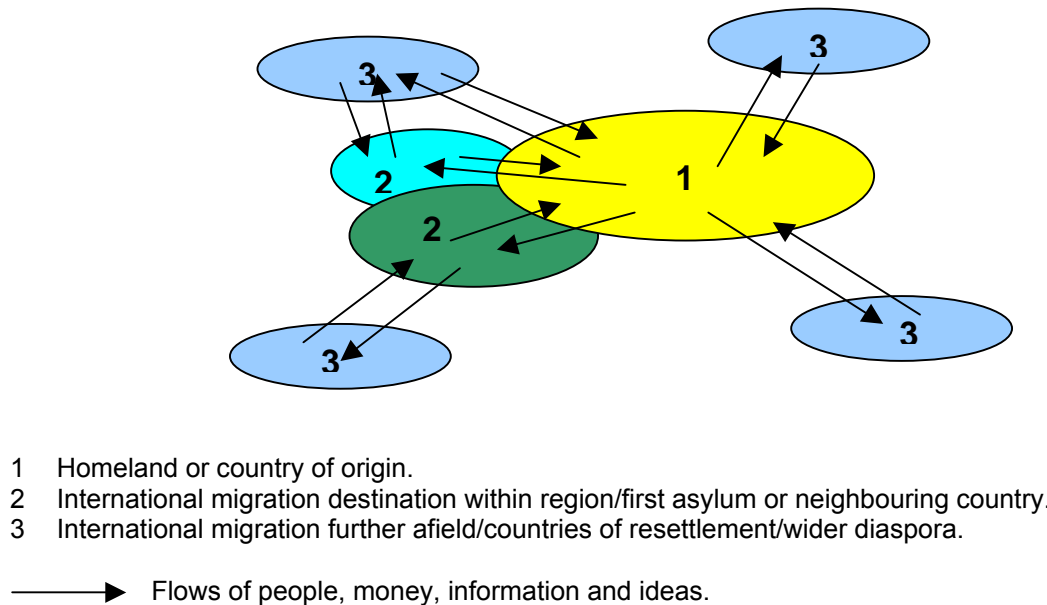 3
3
2
1
2
3
3
1 Homeland or country of origin.
2 International migration destination within region/first asylum or neighbouring country.
3 International migration further afield/countries of resettlement/wider diaspora.
Flows of people, money, information and ideas.